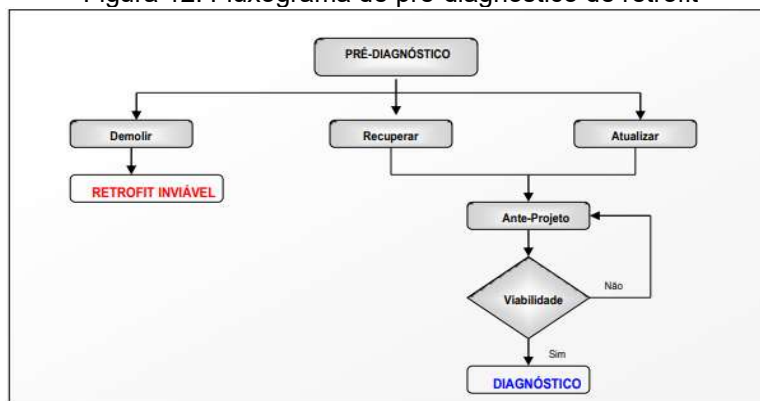 PRÉ-DIAGNÓSTICO
Demolir
Recuperar
Atualizar
RETROFIT INVIÁVEL
Ante-Projeto
Viabilidade
Não
Sim
DIAGNÓSTICO